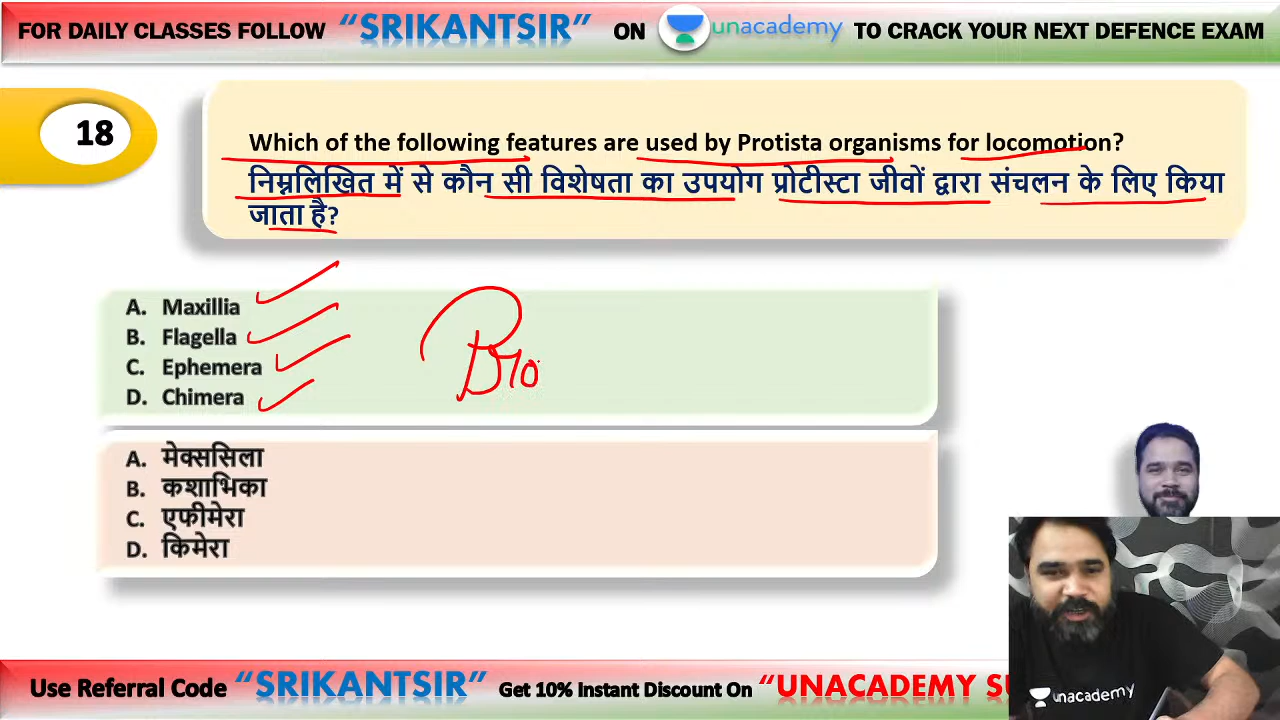 FOR DAILY CLASSES FOLLOW “SRIKANTSIR” ON unacademy TO CRACK YOUR NEXT DEFENCE EXAM
18
Which of the following features are used by Protista organisms for locomotion?
निम्नलिखित में से कौन सी विशेषता का उपयोग प्रोटीस्टा जीवों द्वारा संचलन के लिए किया
जाता है?
A. Maxillia
B. Flagella
C. Ephemera
D. Chimera
Pro
A. मेक्ससिला
B. कशाभिका
C. एफीमेरा
D. किमेरा
unacademy
Use Referral Code “SRIKANTSIR” Get 10% Instant Discount On “UNACADEMY